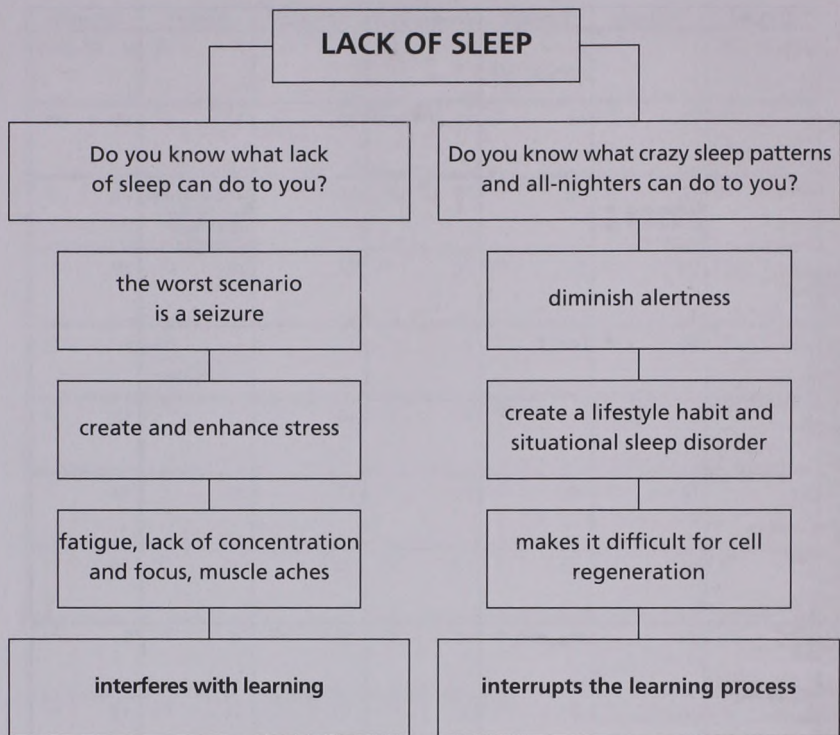 LACK OF SLEEP
Do you know what lack
of sleep can do to you?
the worst scenario
is a seizure
create and enhance stress
fatigue, lack of concentration
and focus, muscle aches
interferes with learning
Do you know what crazy sleep patterns
and all-nighters can do to you?
diminish alertness
create a lifestyle habit and
situational sleep disorder
makes it difficult for cell
regeneration
interrupts the learning process